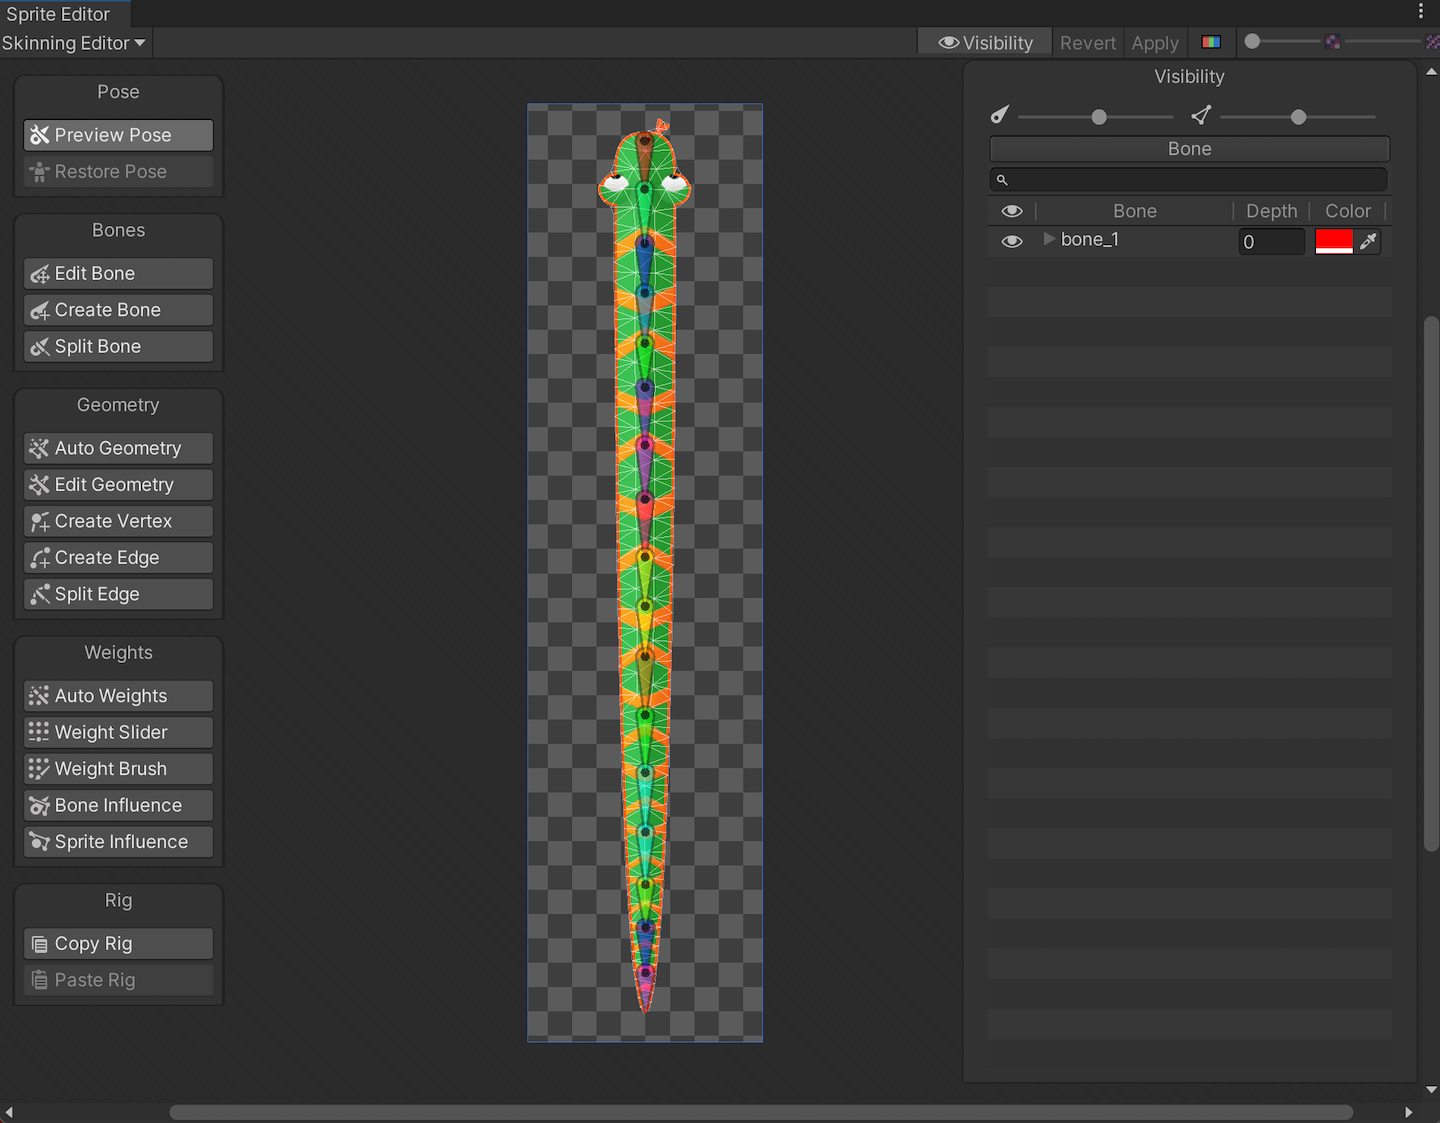 Sprite Editor
Skinning Editor
Visibility
Revert
Apply
Pose
Preview Pose
Restore Pose
Bones
Edit Bone
Create Bone
Split Bone
Geometry
Auto Geometry
Edit Geometry
Create Vertex
Create Edge
Split Edge
Weights
Auto Weights
Weight Slider
Weight Brush
Bone Influence
Sprite Influence
Rig
Copy Rig
Paste Rig
Visibility
Bone
Bone Depth Color
bone_1 0